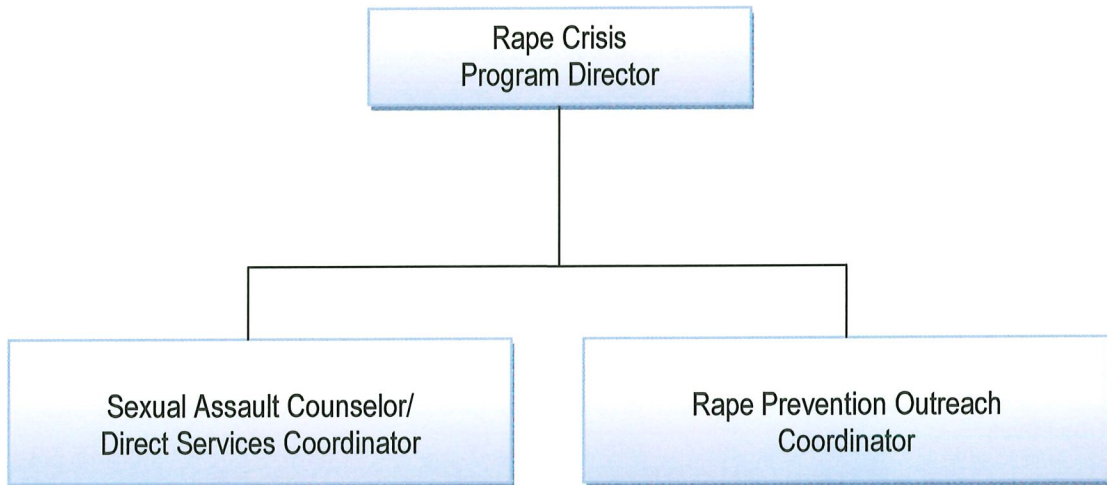 Rape Crisis
Program Director
Sexual Assault Counselor/
Direct Services Coordinator
Rape Prevention Outreach
Coordinator